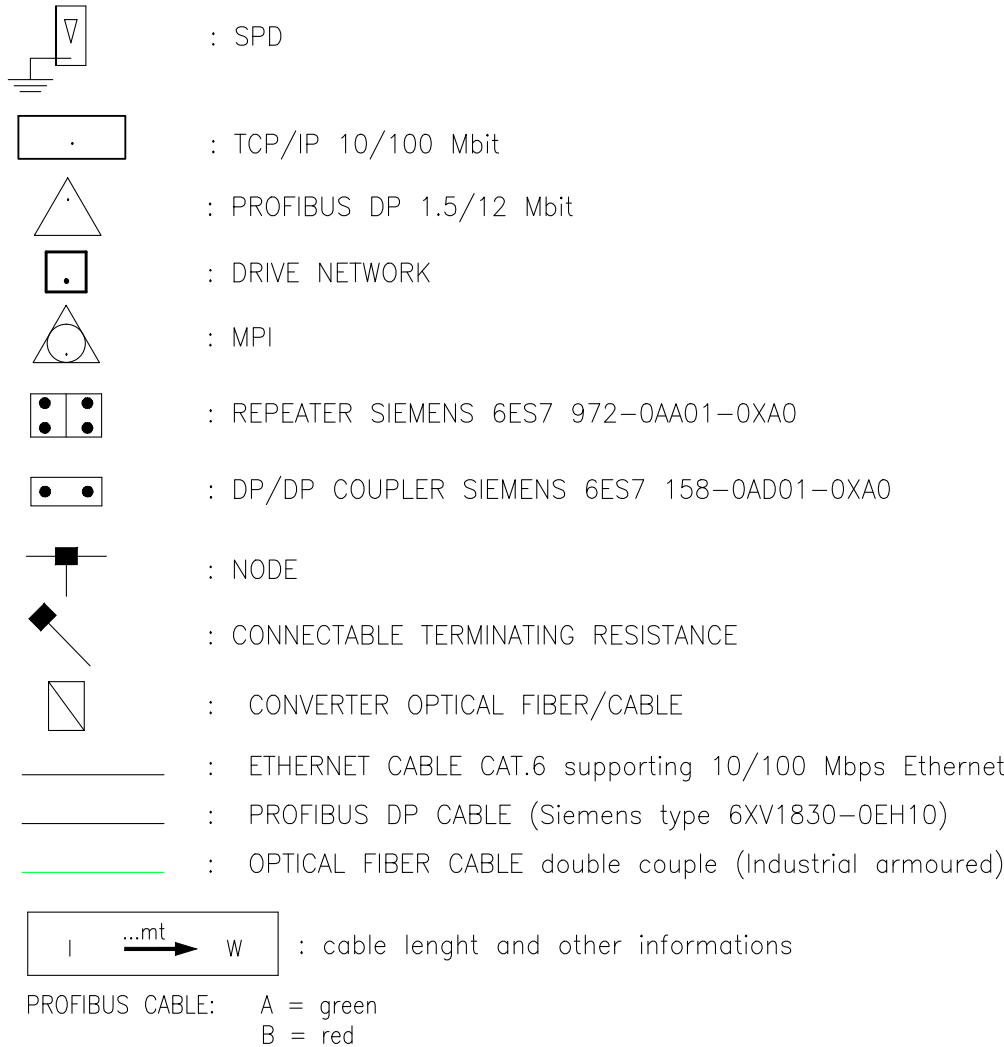 : SPD
: TCP/IP 10/100 Mbit
: PROFIBUS DP 1.5/12 Mbit
: DRIVE NETWORK
: MPI
: REPEATER SIEMENS 6ES7 972-0AA01-0XA0
: DP/DP COUPLER SIEMENS 6ES7 158-0AD01-0XA0
: NODE
: CONNECTABLE TERMINATING RESISTANCE
: CONVERTER OPTICAL FIBER/CABLE
: ETHERNET CABLE CAT.6 supporting 10/100 Mbps Ethernet
: PROFIBUS DP CABLE (Siemens type 6XV1830-0EH10)
: OPTICAL FIBER CABLE double couple (Industrial armoured)
I ...mt W : cable lenght and other informations
PROFIBUS CABLE: A = green
B = red